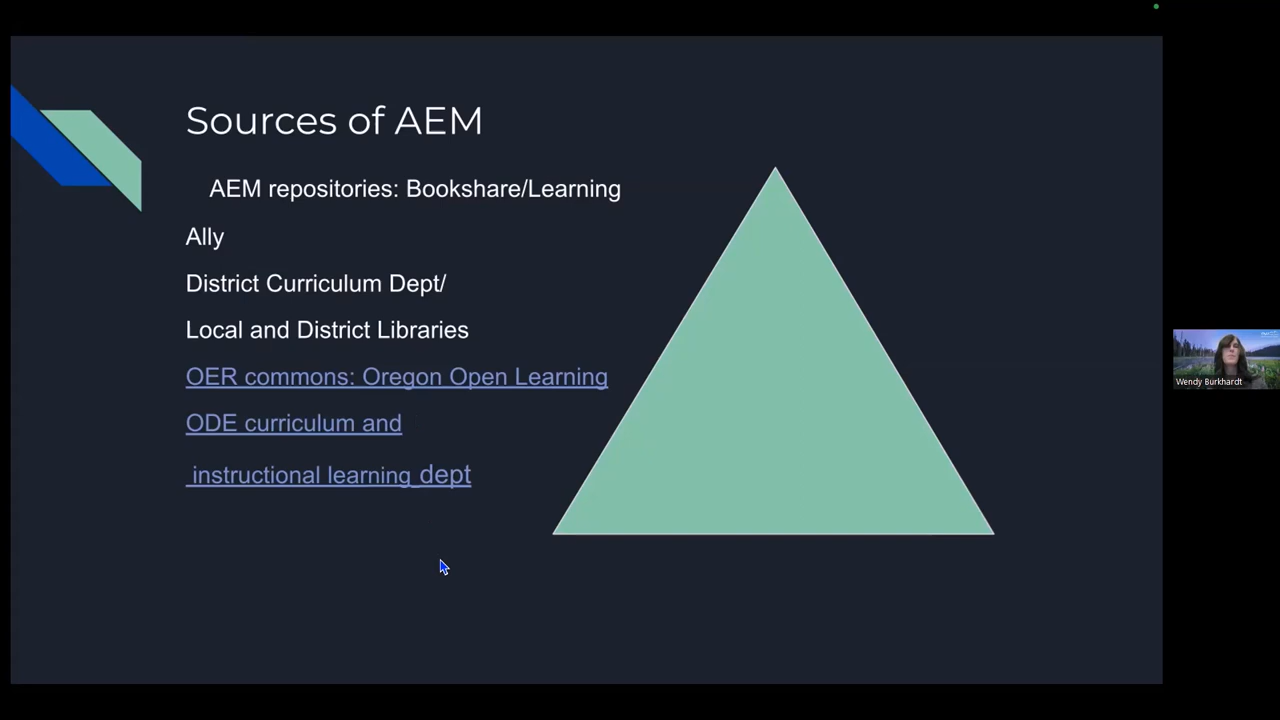 Sources of AEM
AEM repositories: Bookshare/Learning
Ally
District Curriculum Dept/
Local and District Libraries
OER commons: Oregon Open Learning
ODE curriculum and
instructional learning dept
Wendy Burkhardt